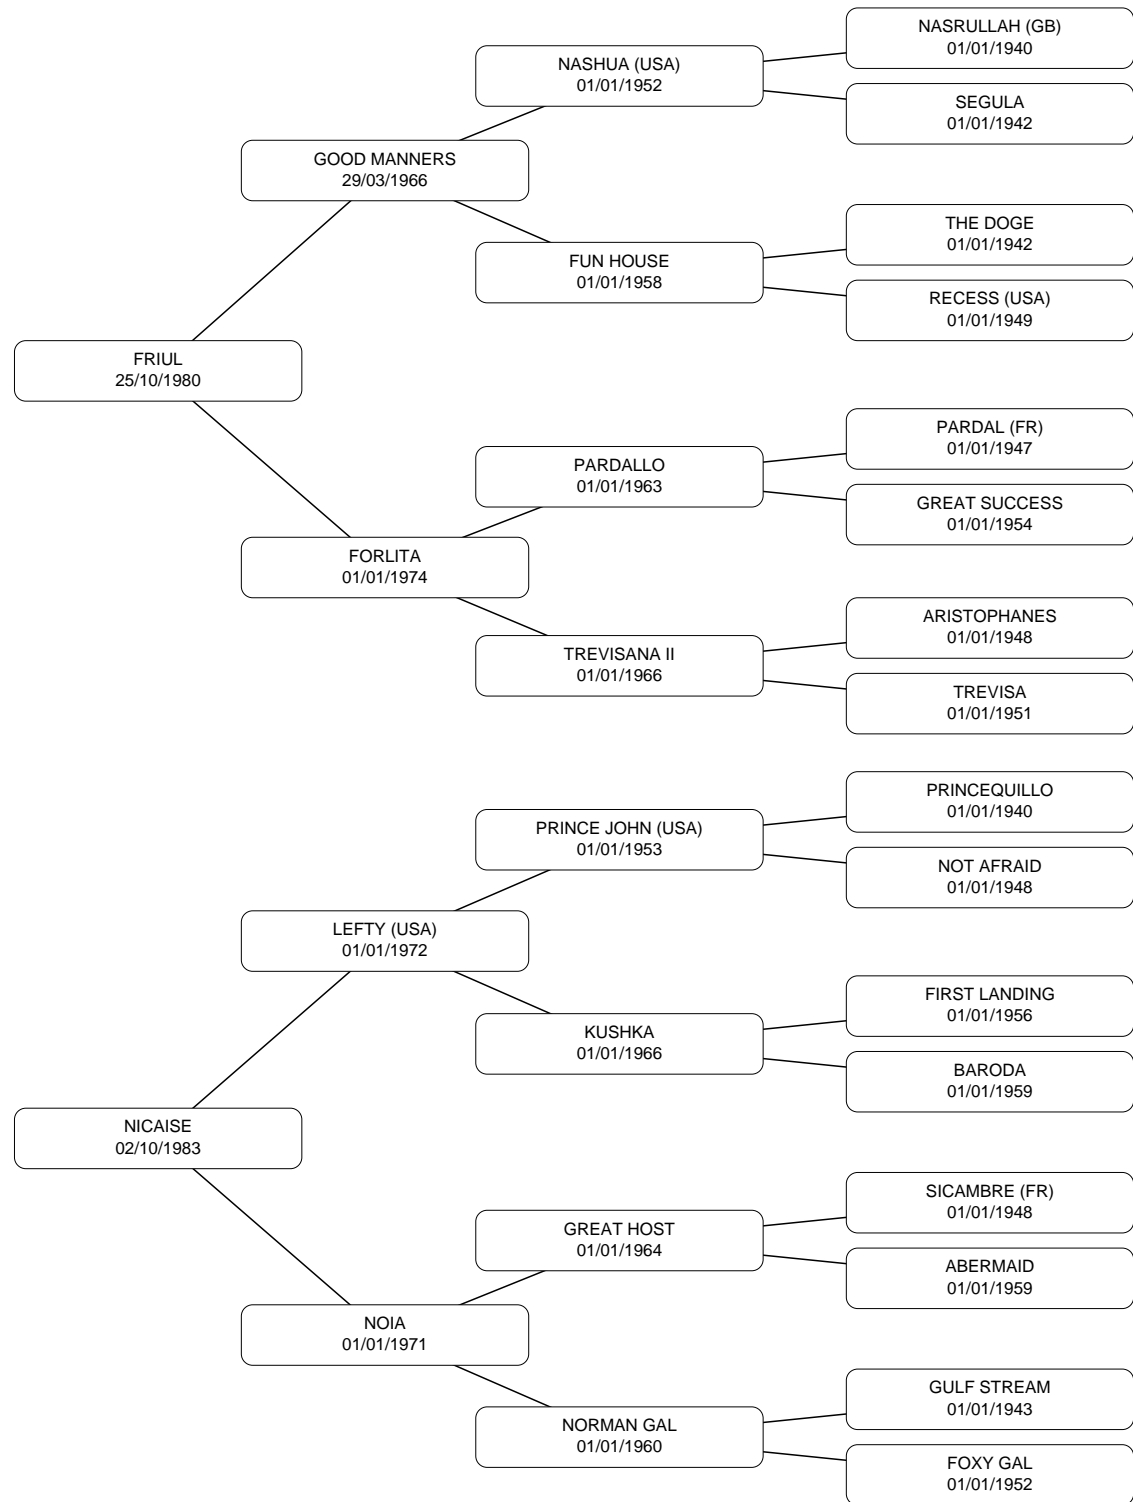 NASRULLAH (GB)
01/01/1940
NASHUA (USA)
01/01/1952
SEGULA
01/01/1942
GOOD MANNERS
29/03/1966
THE DOGE
01/01/1942
FUN HOUSE
01/01/1958
RECESS (USA)
01/01/1949
FRIUL
25/10/1980
PARDAL (FR)
01/01/1947
PARDALLO
01/01/1963
GREAT SUCCESS
01/01/1954
FORLITA
01/01/1974
ARISTOPHANES
01/01/1948
TREVISANA II
01/01/1966
TREVISA
01/01/1951
PRINCEQUILLO
01/01/1940
PRINCE JOHN (USA)
01/01/1953
NOT AFRAID
01/01/1948
LEFTY (USA)
01/01/1972
FIRST LANDING
01/01/1956
KUSHKA
01/01/1966
BARODA
01/01/1959
NICAISE
02/10/1983
SICAMBRE (FR)
01/01/1948
GREAT HOST
01/01/1964
ABERMAID
01/01/1959
NOIA
01/01/1971
GULF STREAM
01/01/1943
NORMAN GAL
01/01/1960
FOXY GAL
01/01/1952